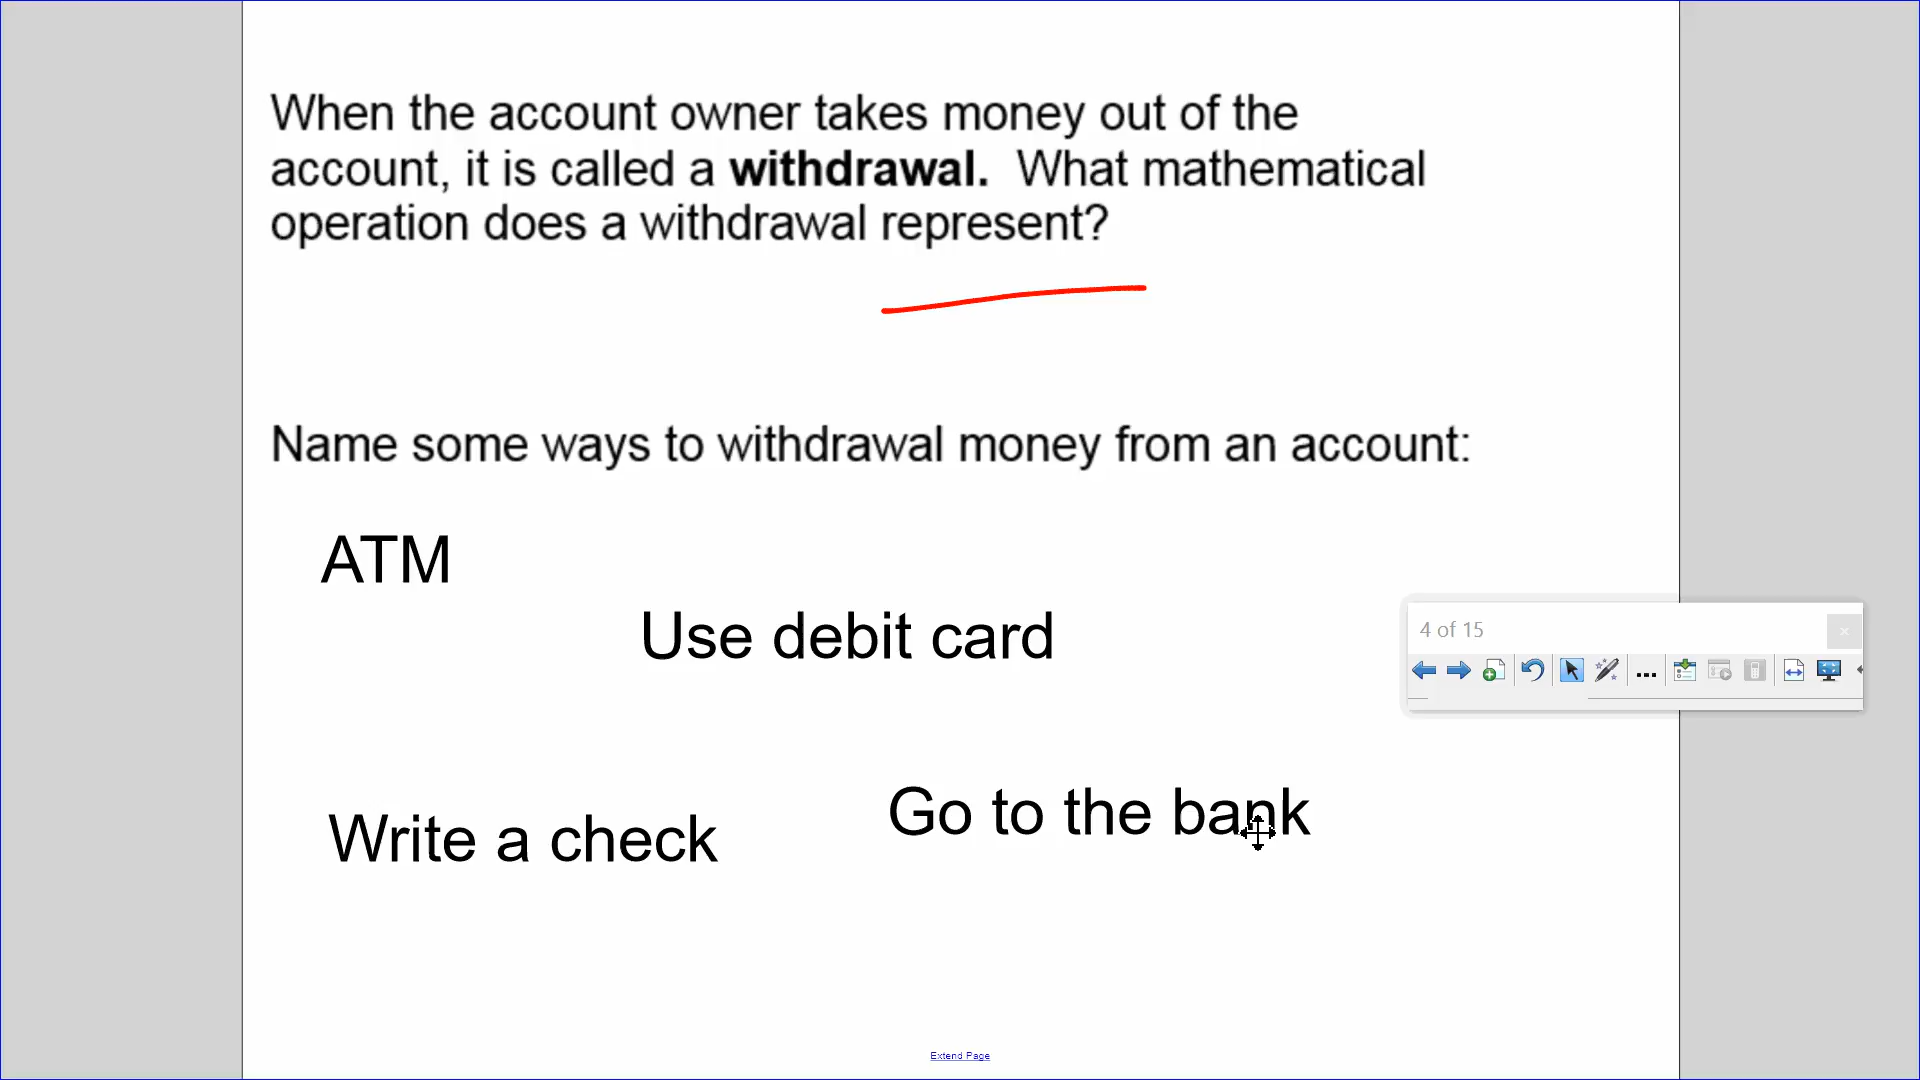 When the account owner takes money out of the
account, it is called a withdrawal. What mathematical
operation does a withdrawal represent?
Name some ways to withdrawal money from an account:
ATM
Use debit card
4 of 15
Go to the bank
Write a check
Extend Page